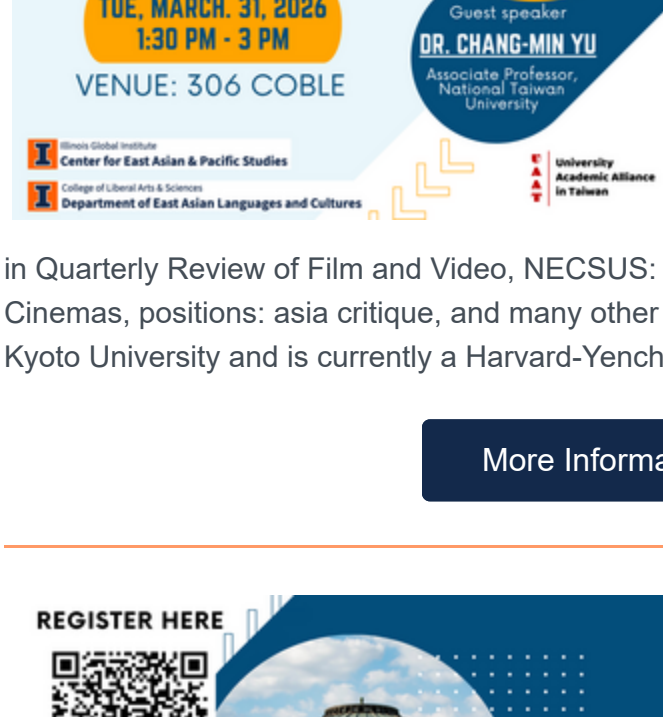 TUE, MARCH. 31, 2026
1:30 PM - 3 PM
VENUE: 306 COBLE
Guest speaker
DR. CHANG-MIN YU
Associate Professor,
National Taiwan
University
Illinois Global Institute
Center for East Asian & Pacific Studies
College of Liberal Arts & Sciences
Department of East Asian Languages and Cultures
UAAT
University
Academic Alliance
in Taiwan
in Quarterly Review of Film and Video, NECSUS:
Cinemas, positions: asia critique, and many other
Kyoto University and is currently a Harvard-Yench
More Informa
REGISTER HERE